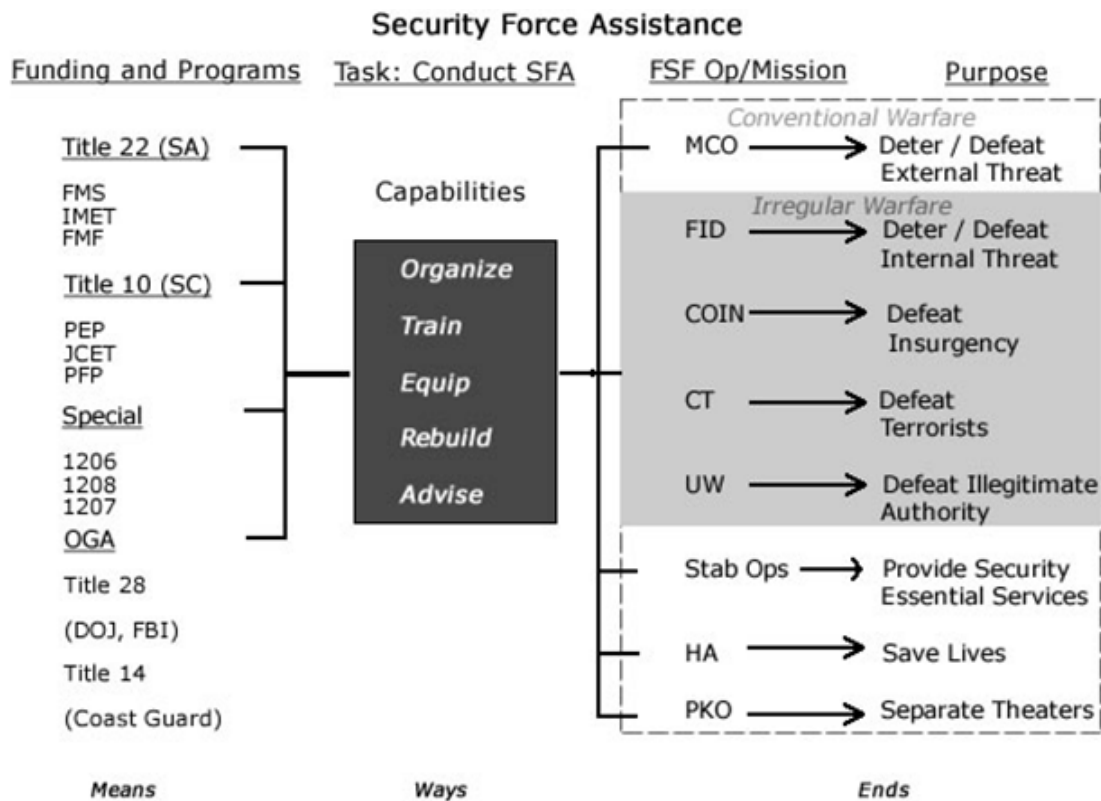 Security Force Assistance
Funding and Programs
Title 22 (SA)
FMS
IMET
FMF
Title 10 (SC)
PEP
JCET
PFP
Special
1206
1208
1207
OGA
Title 28
(DOJ, FBI)
Title 14
(Coast Guard)
Means
Task: Conduct SFA
Capabilities
Organize
Train
Equip
Rebuild
Advise
Ways
FSF Op/Mission
Purpose
Conventional Warfare
MCO
Deter / Defeat
External Threat
Irregular Warfare
FID
Deter / Defeat
Internal Threat
COIN
Defeat
Insurgency
CT
Defeat
Terrorists
UW
Defeat Illegitimate
Authority
Stab Ops
Provide Security
Essential Services
HA
Save Lives
PKO
Separate Theaters
Ends